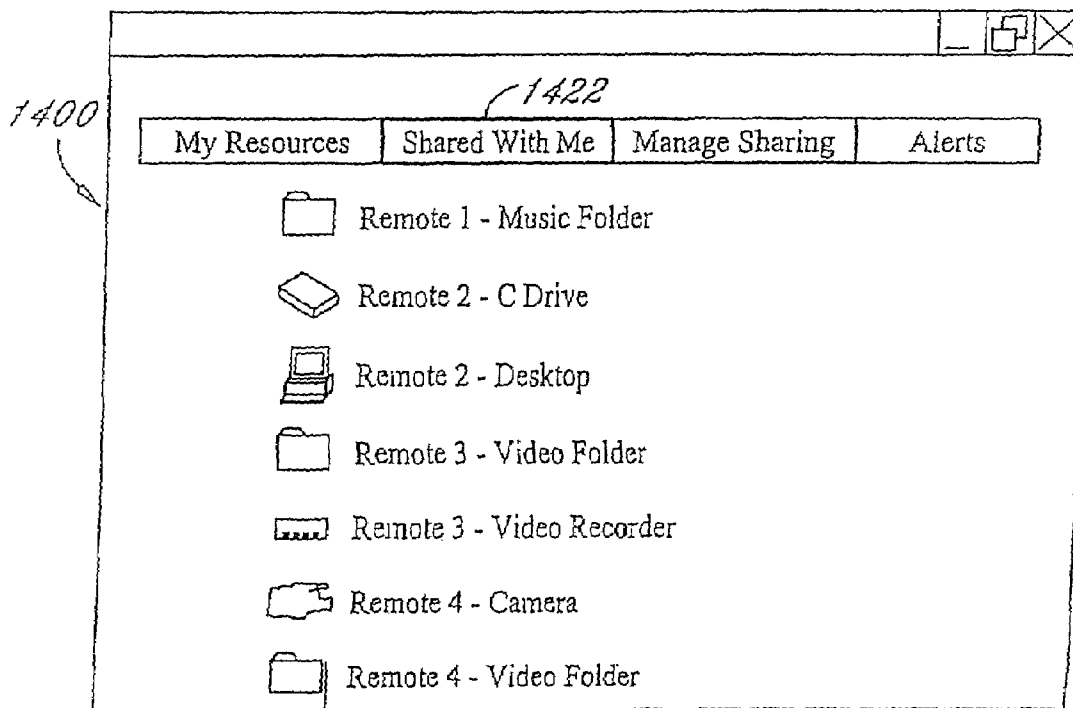 1422
1400
My Resources Shared With Me Manage Sharing Alerts
Remote 1 - Music Folder
Remote 2 - C Drive
Remote 2 - Desktop
Remote 3 - Video Folder
Remote 3 - Video Recorder
Remote 4 - Camera
Remote 4 - Video Folder